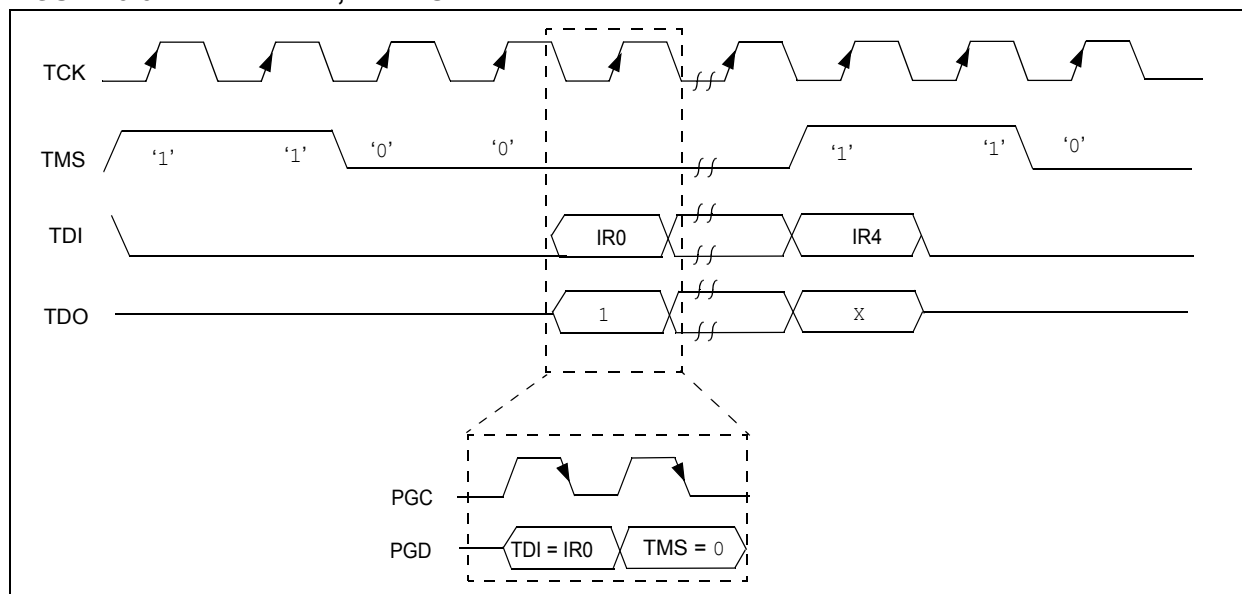 TCK
TMS
‘1’ ‘1’ ‘0’ ‘0’ ‘1’ ‘1’ ‘0’
TDI
IR0 IR4
TDO
1 X
PGC
PGD
TDI = IR0 TMS = 0